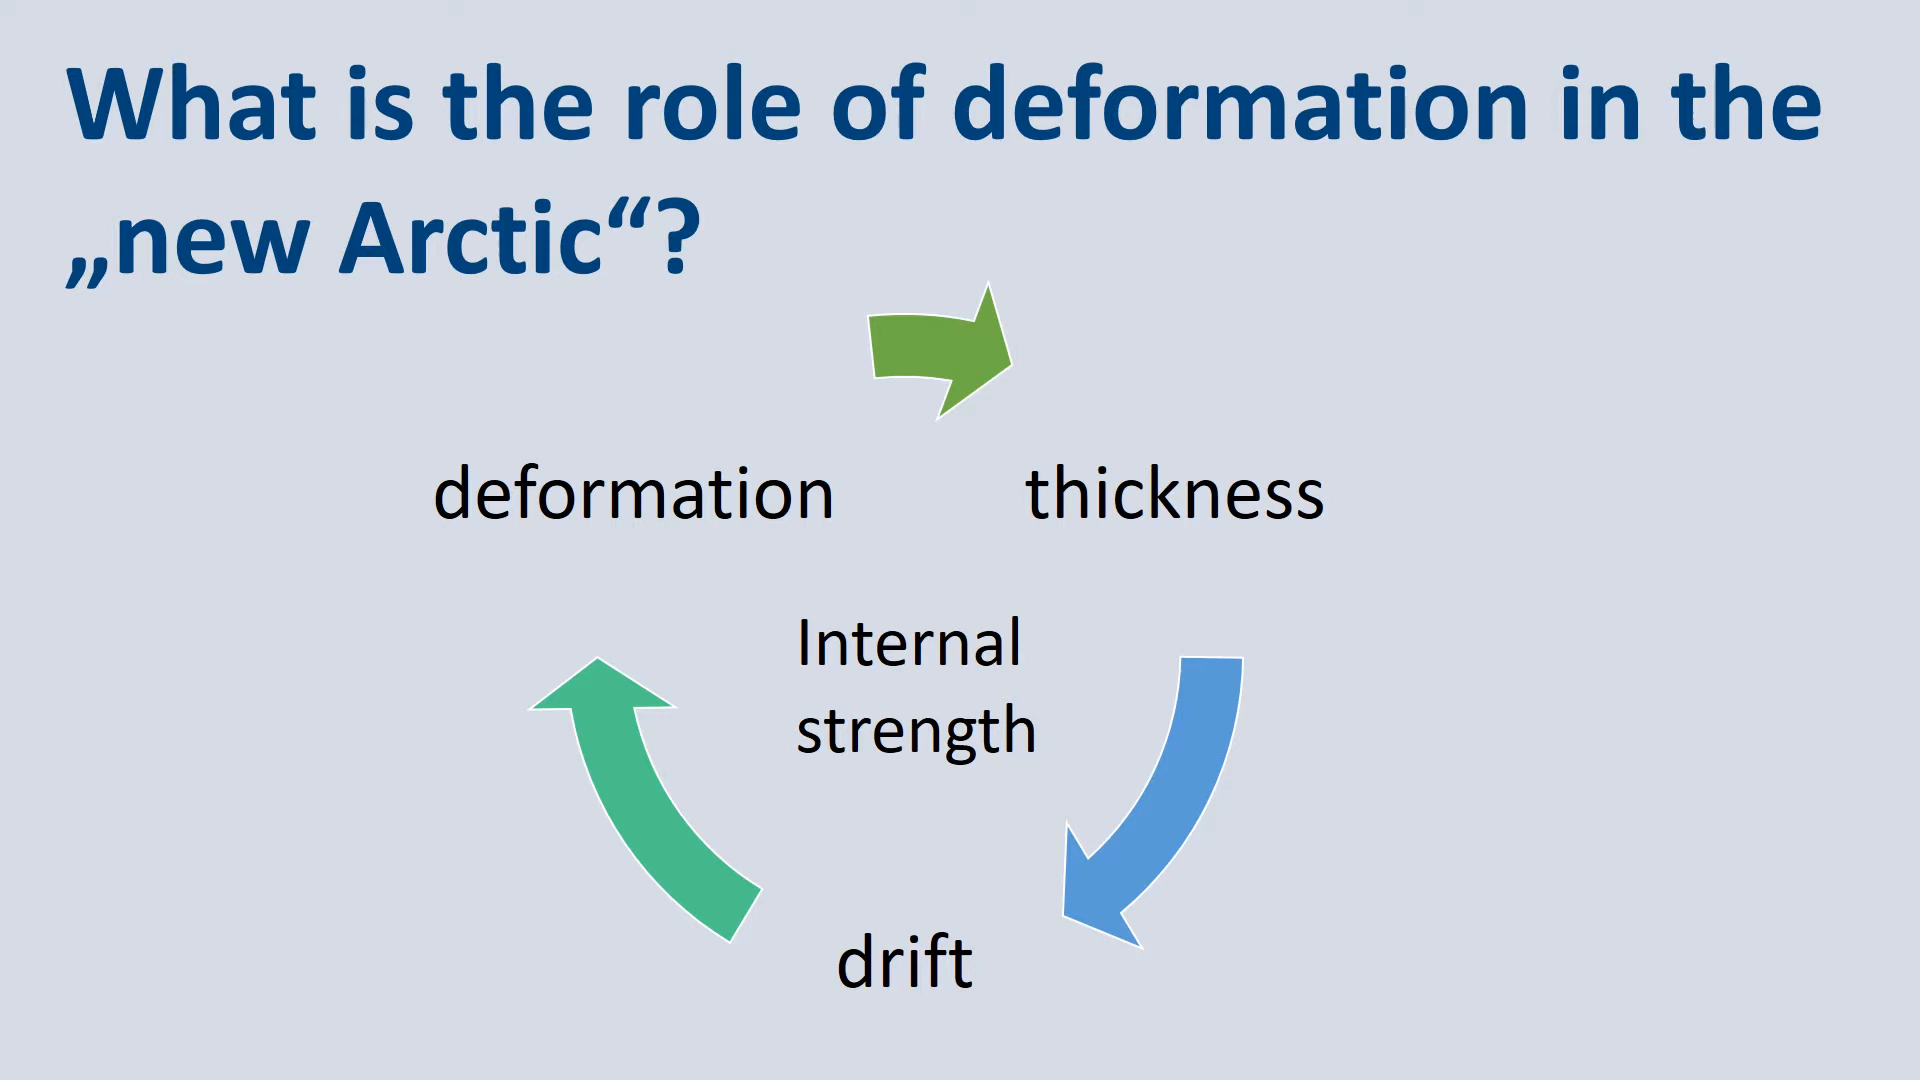 What is the role of deformation in the
„new Arctic“?
deformation
thickness
Internal
strength
drift